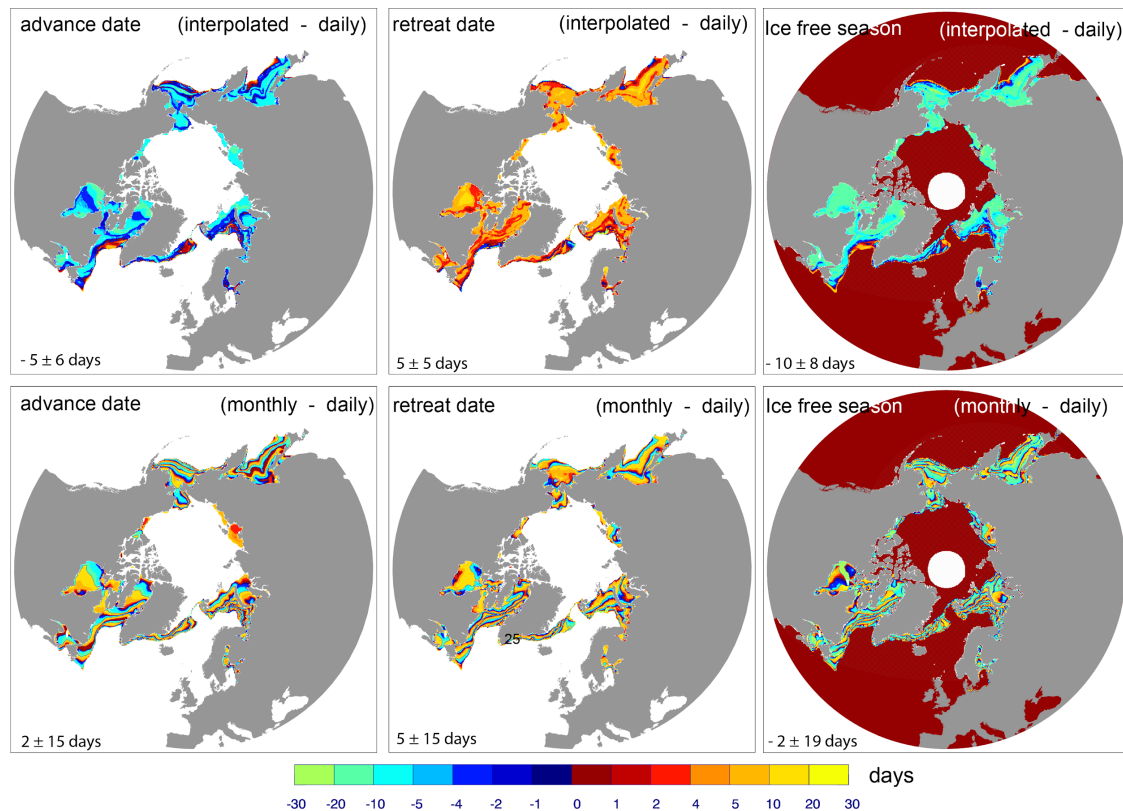 advance date (interpolated - daily)
retreat date (interpolated - daily)
Ice free season (interpolated - daily)
- 5 ± 6 days
5 ± 5 days
- 10 ± 8 days
advance date (monthly - daily)
retreat date (monthly - daily)
Ice free season (monthly - daily)
25
2 ± 15 days
5 ± 15 days
- 2 ± 19 days
days
-30 -20 -10 -5 -4 -2 -1 0 1 2 4 5 10 20 30